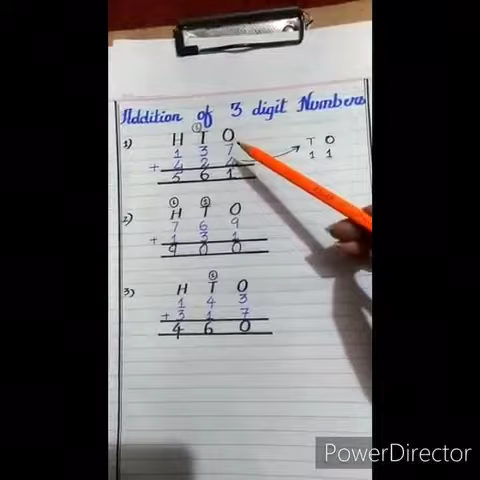 Addition of 3 digit Numbers
1)
①
H T O
1 3 7
+ 4 2 4
5 6 1
T O
1 1
2)
① ①
H T O
7 6 9
+ 1 3 1
9 0 0
3)
①
H T O
1 4 3
+ 3 1 7
4 6 0
PowerDirector